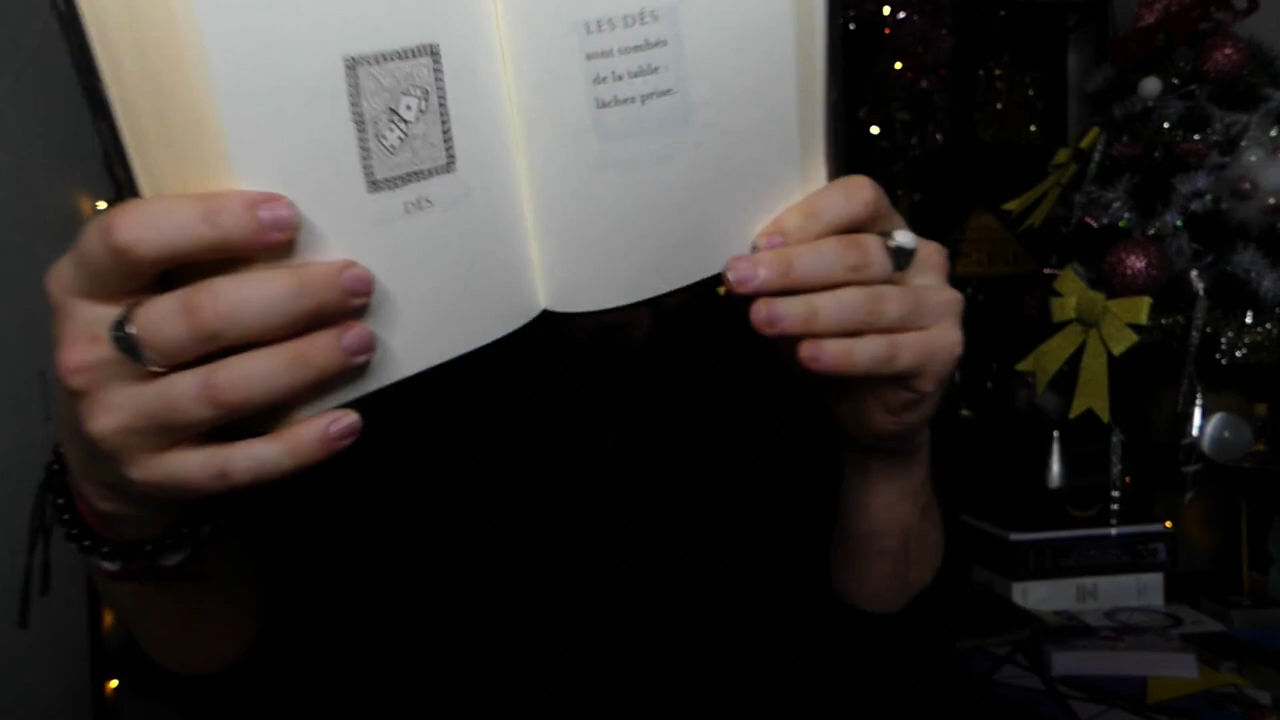 DÉS
LES DÉS
sont tombés
de la table :
lâchez prise.